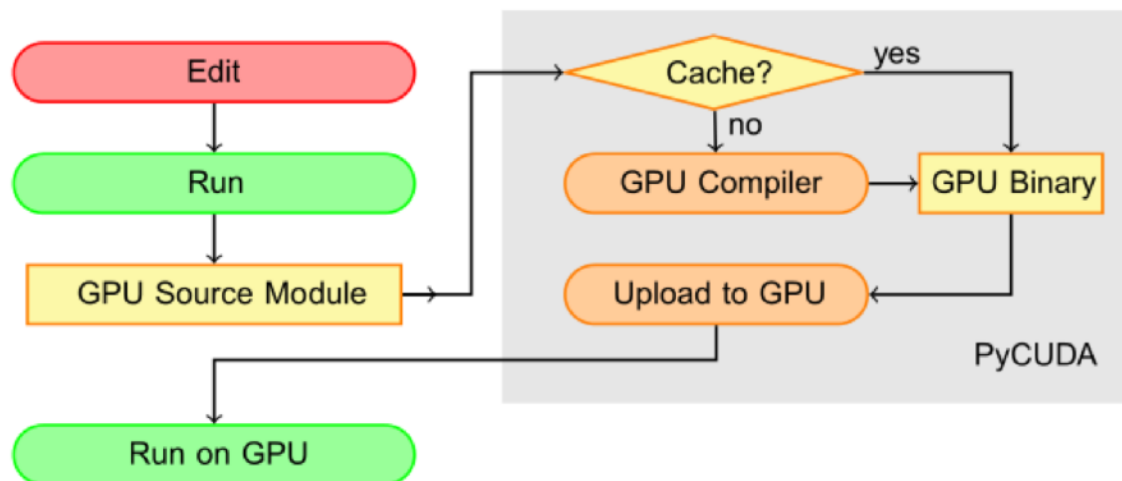 Edit
Run
GPU Source Module
Cache?
yes
no
GPU Compiler
GPU Binary
Upload to GPU
PyCUDA
Run on GPU